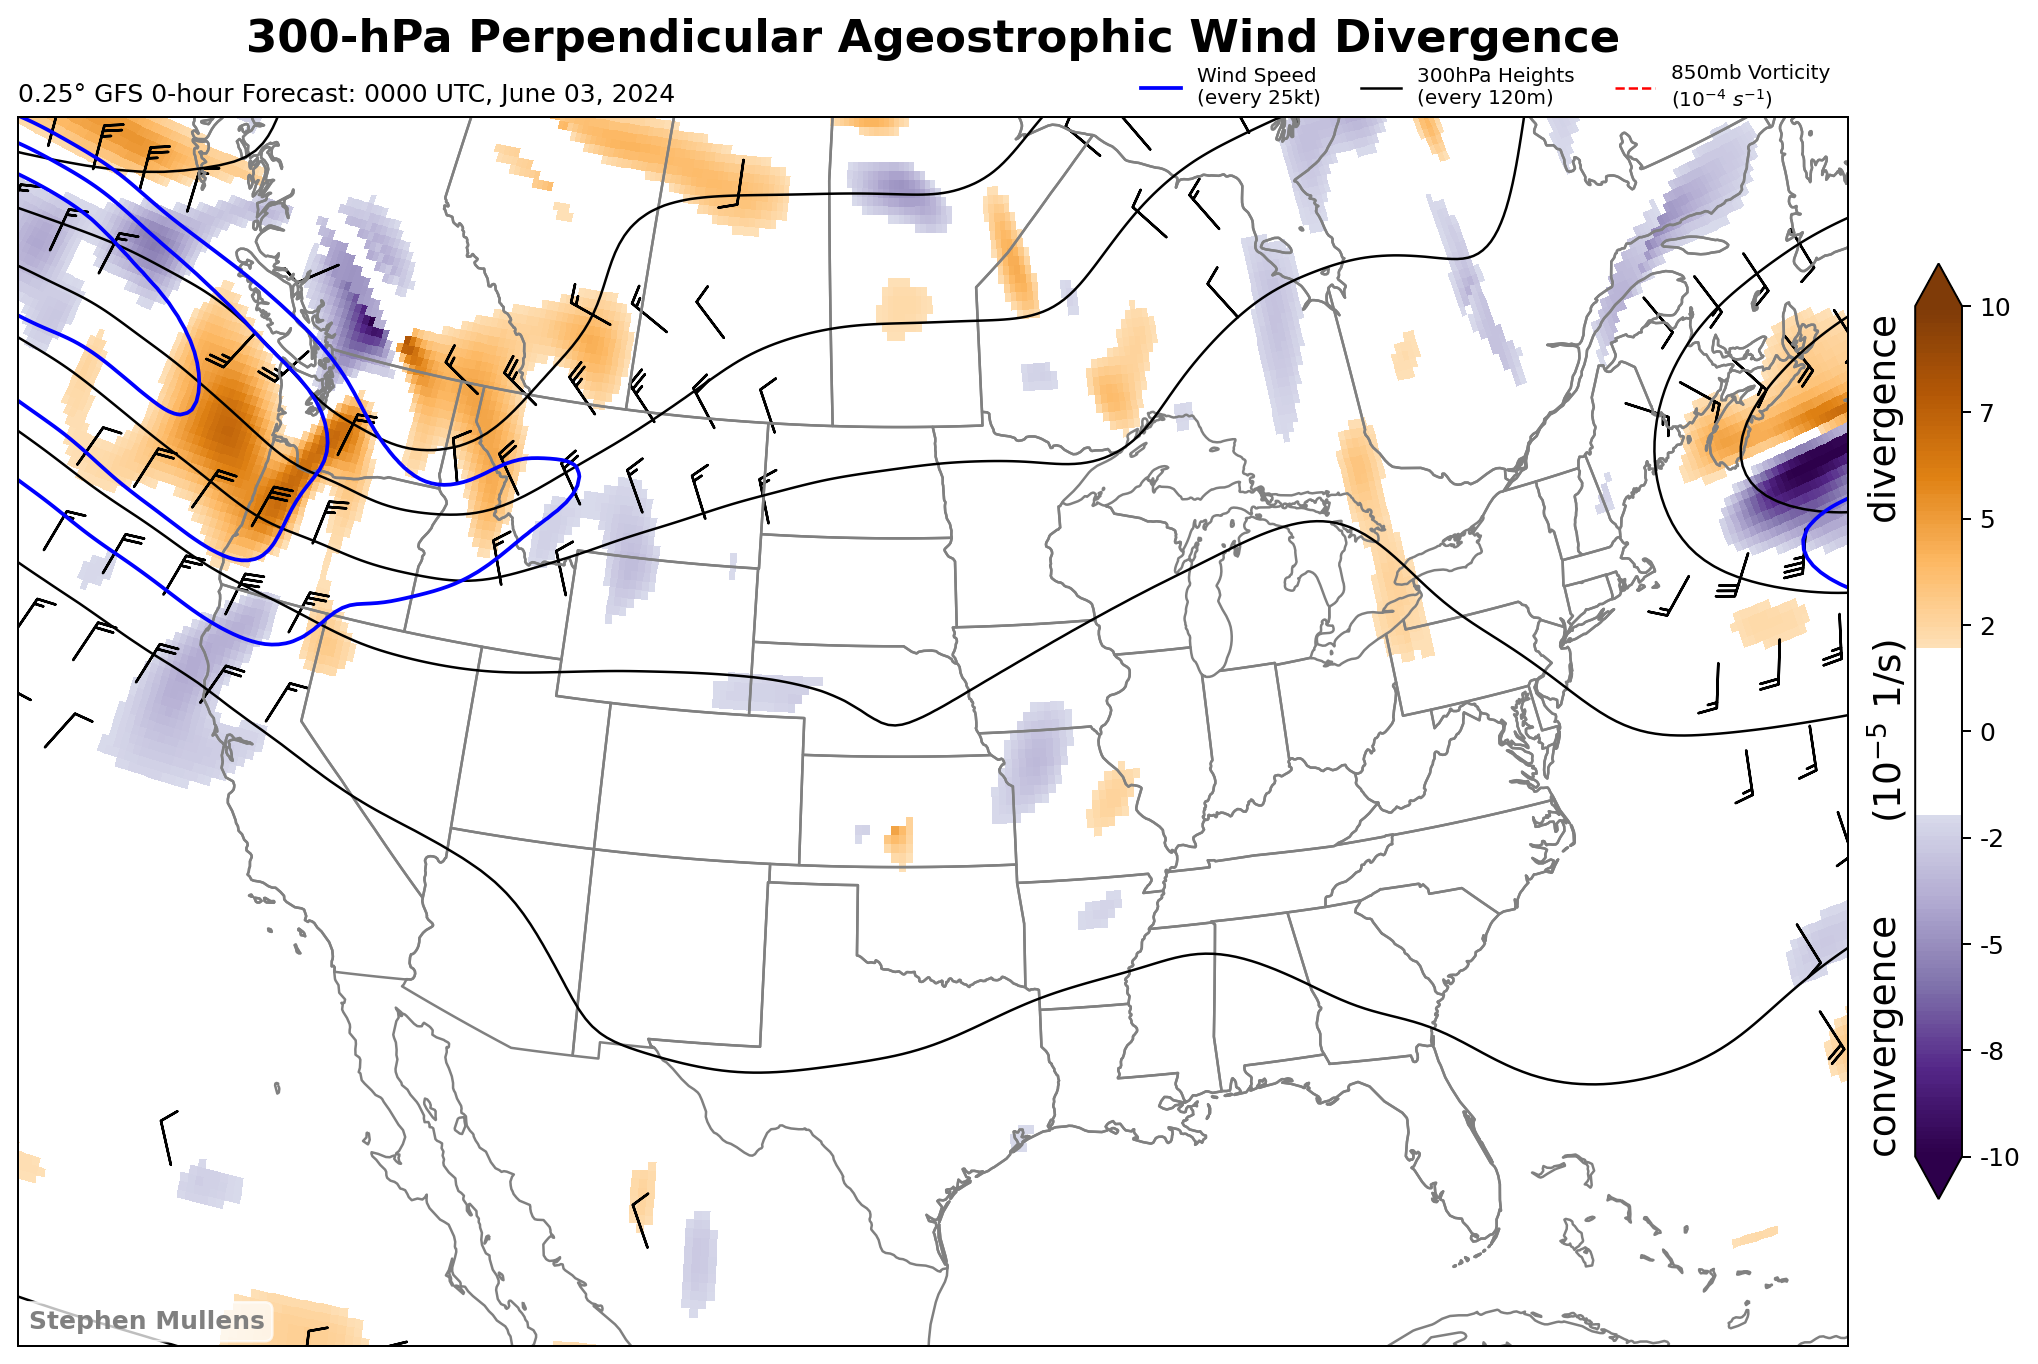 300-hPa Perpendicular Ageostrophic Wind Divergence
0.25° GFS 0-hour Forecast: 0000 UTC, June 03, 2024
Wind Speed
(every 25kt)
300hPa Heights
(every 120m)
850mb Vorticity
(10⁻⁴ s⁻¹)
10
7
5
2
0
-2
-5
-8
-10
convergence (10⁻⁵ 1/s) divergence
Stephen Mullens